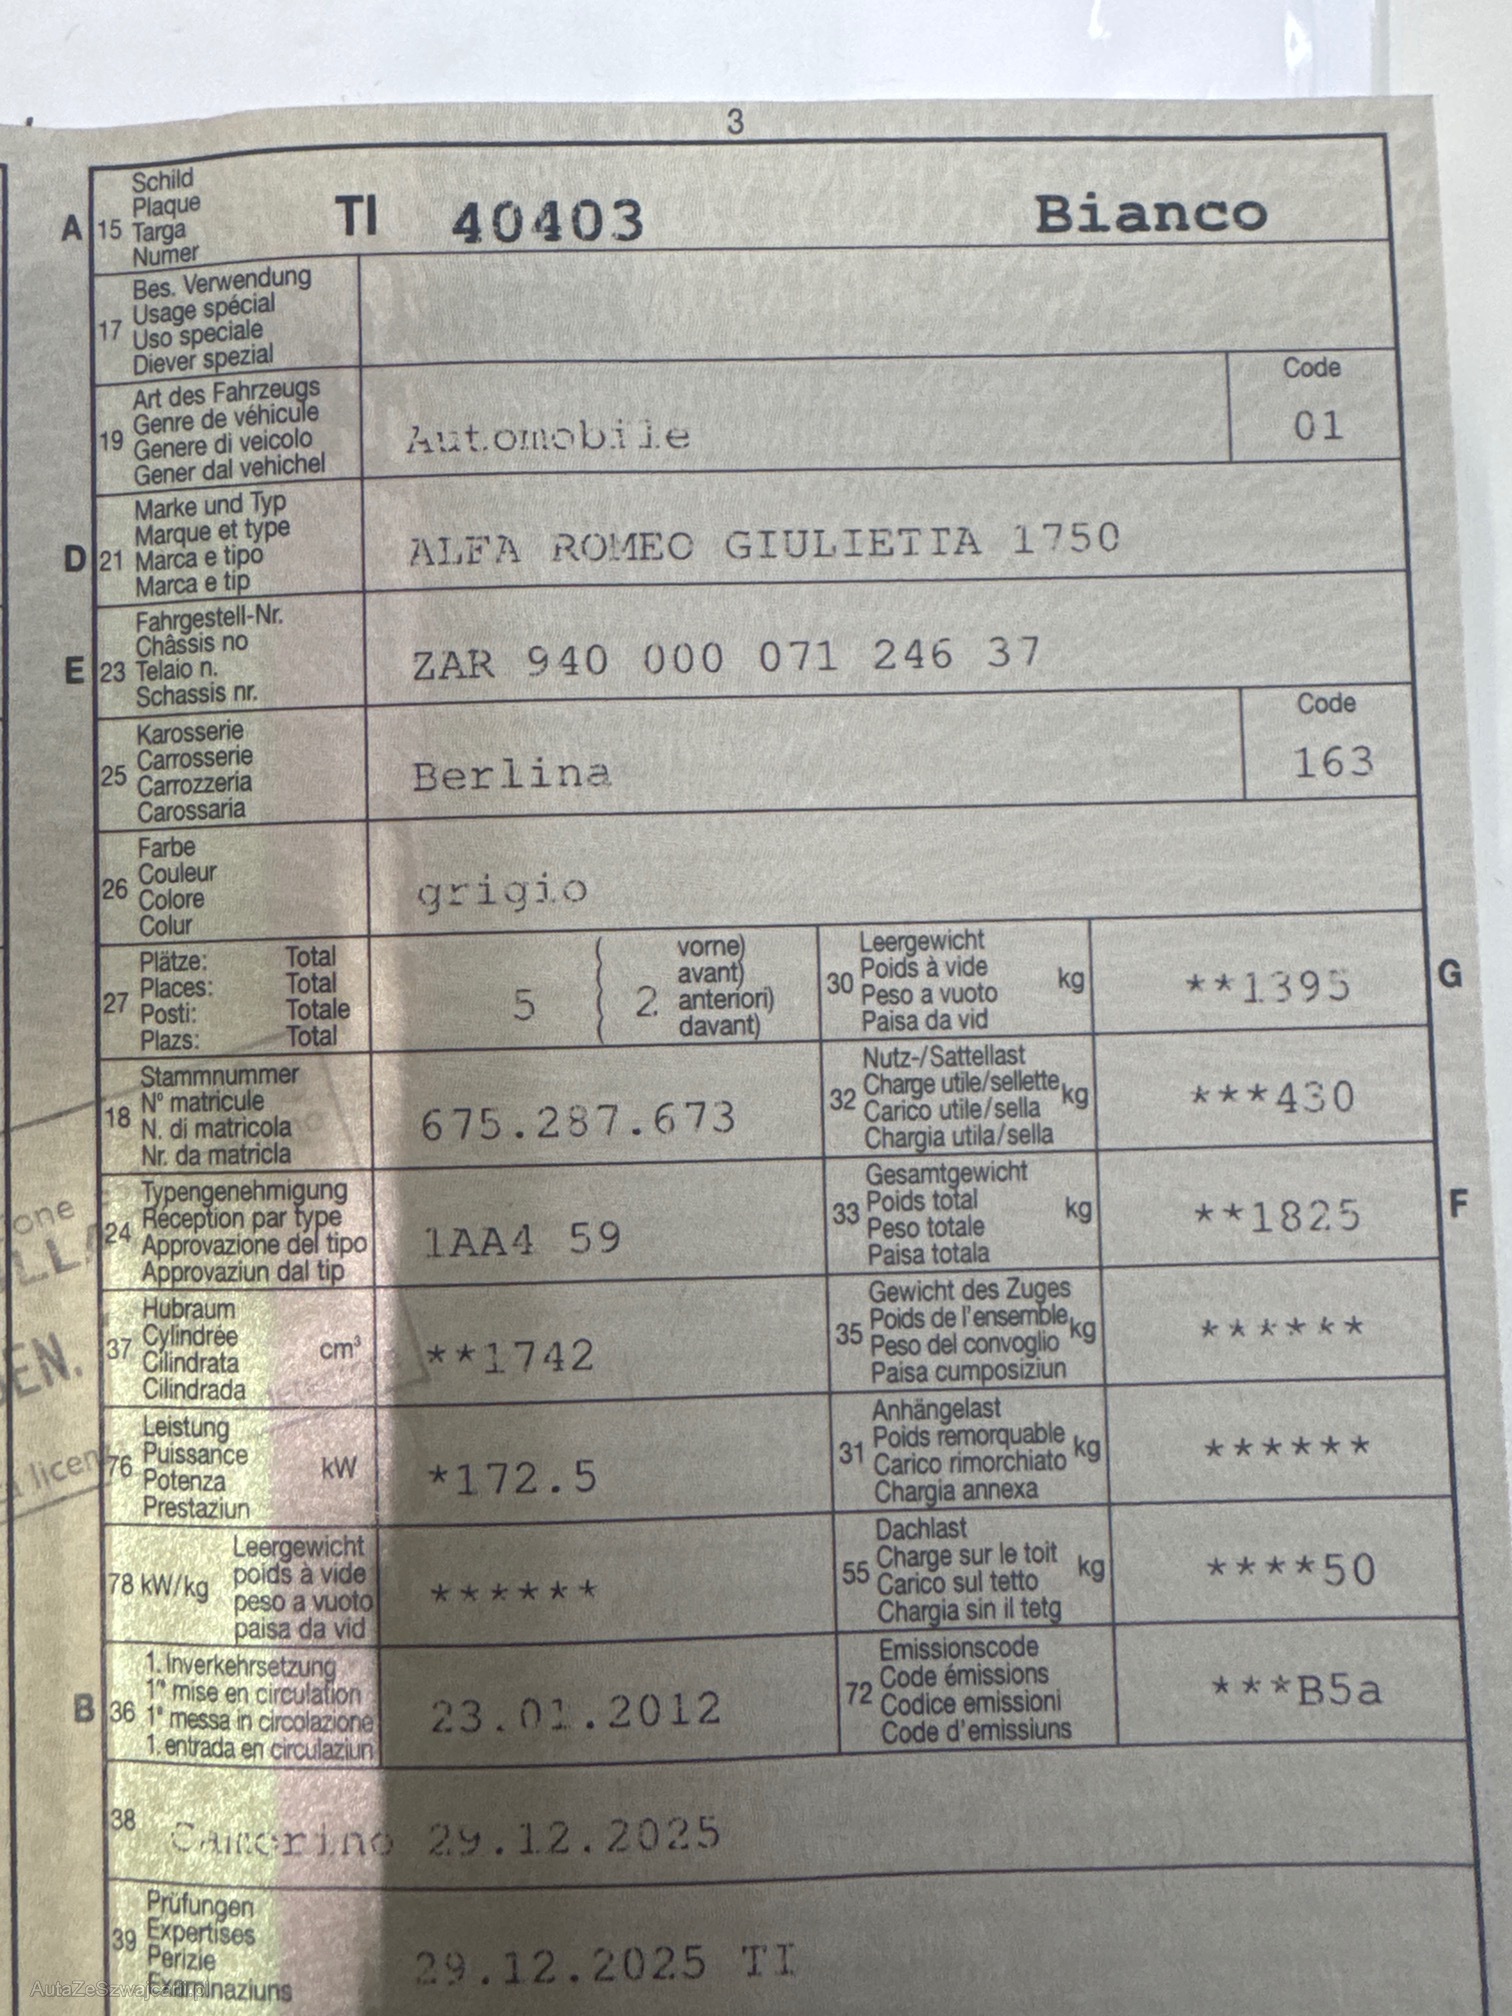 3
A 15 Schild Plaque Targa Numer TI 40403 Bianco
17 Bes. Verwendung
Usage spécial
Uso speciale
Diever spezial
19 Art des Fahrzeugs
Genre de véhicule
Genere di veicolo
Gener dal vehichel
Automobile
Code
01
D 21 Marke und Typ
Marque et type
Marca e tipo
Marca e tip
ALFA ROMEO GIULIETTA 1750
E 23 Fahrgestell-Nr.
Châssis no
Telaio n.
Schassis nr.
ZAR 940 000 071 246 37
25 Karosserie
Carrosserie
Carrozzeria
Carossaria
Berlina
Code
163
26 Farbe
Couleur
Colore
Colur
grigio
27 Plätze: Total
Places: Total
Posti: Totale
Plazs: Total
5 2 vorne)
avant)
anteriori)
davant)
30 Leergewicht
Poids à vide kg
Peso a vuoto
Paisa da vid
**1395 G
18 Stammnummer
N° matricule
N. di matricola
Nr. da matricla
675.287.673
32 Nutz-/Sattellast
Charge utile/sellette kg
Carico utile/sella
Chargia utila/sella
***430
24 Typengenehmigung
Réception par type
Approvazione del tipo
Approvaziun dal tip
1AA4 59
33 Gesamtgewicht
Poids total kg
Peso totale
Paisa totala
**1825 F
37 Hubraum
Cylindrée cm³
Cilindrata
Cilindrada
**1742
35 Gewicht des Zuges
Poids de l'ensemble kg
Peso del convoglio
Paisa cumposiziun
******
76 Leistung
Puissance kW
Potenza
Prestaziun
*172.5
31 Anhängelast
Poids remorquable kg
Carico rimorchiato
Chargia annexa
******
78 kW/kg Leergewicht
poids à vide
peso a vuoto
paisa da vid
******
55 Dachlast
Charge sur le toit kg
Carico sul tetto
Chargia sin il tetg
****50
B 36 1. Inverkehrsetzung
1re mise en circulation
1a messa in circolazione
1. entrada en circulaziun
23.01.2012
72 Emissionscode
Code émissions
Codice emissioni
Code d'emissiuns
***B5a
38 Camorino 29.12.2025
39 Prüfungen
Expertises
Perizie
Examinaziuns
29.12.2025 TI
AutaZeSzwajcarii.pl